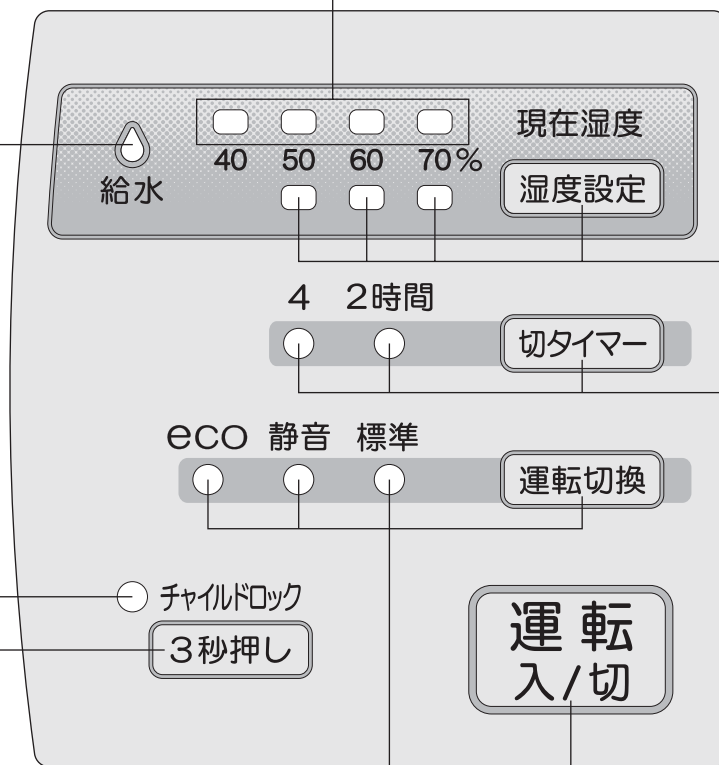 現在湿度
40 50 60 70%
給水
湿度設定
4 2時間
切タイマー
eco 静音 標準
運転切換
チャイルドロック
3秒押し
運転
入/切